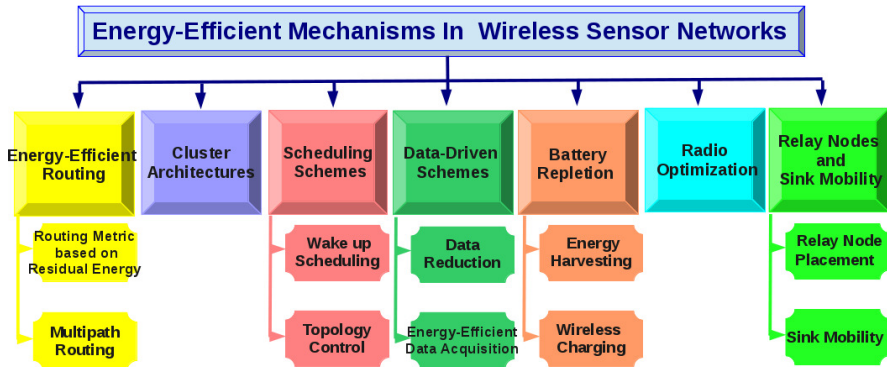 Energy-Efficient Mechanisms In Wireless Sensor Networks
Energy-Efficient
Routing
Cluster
Architectures
Scheduling
Schemes
Data-Driven
Schemes
Battery
Repletion
Radio
Optimization
Relay Nodes
and
Sink Mobility
Routing Metric
based on
Residual Energy
Multipath
Routing
Wake up
Scheduling
Topology
Control
Data
Reduction
Energy-Efficient
Data Acquisition
Energy
Harvesting
Wireless
Charging
Relay Node
Placement
Sink Mobility